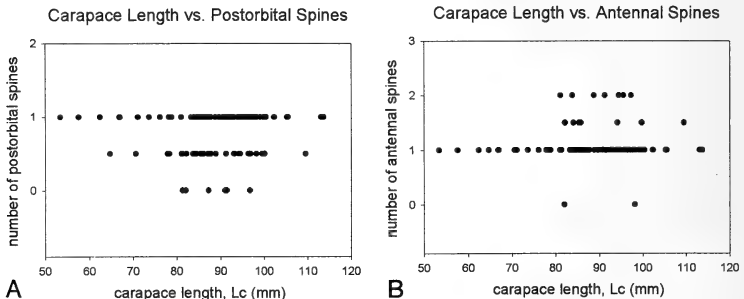 Carapace Length vs. Postorbital Spines
number of postorbital spines
2
1
0
50 60 70 80 90 100 110 120
carapace length, Lc (mm)
A
Carapace Length vs. Antennal Spines
number of antennal spines
3
2
1
0
50 60 70 80 90 100 110 120
carapace length, Lc (mm)
B